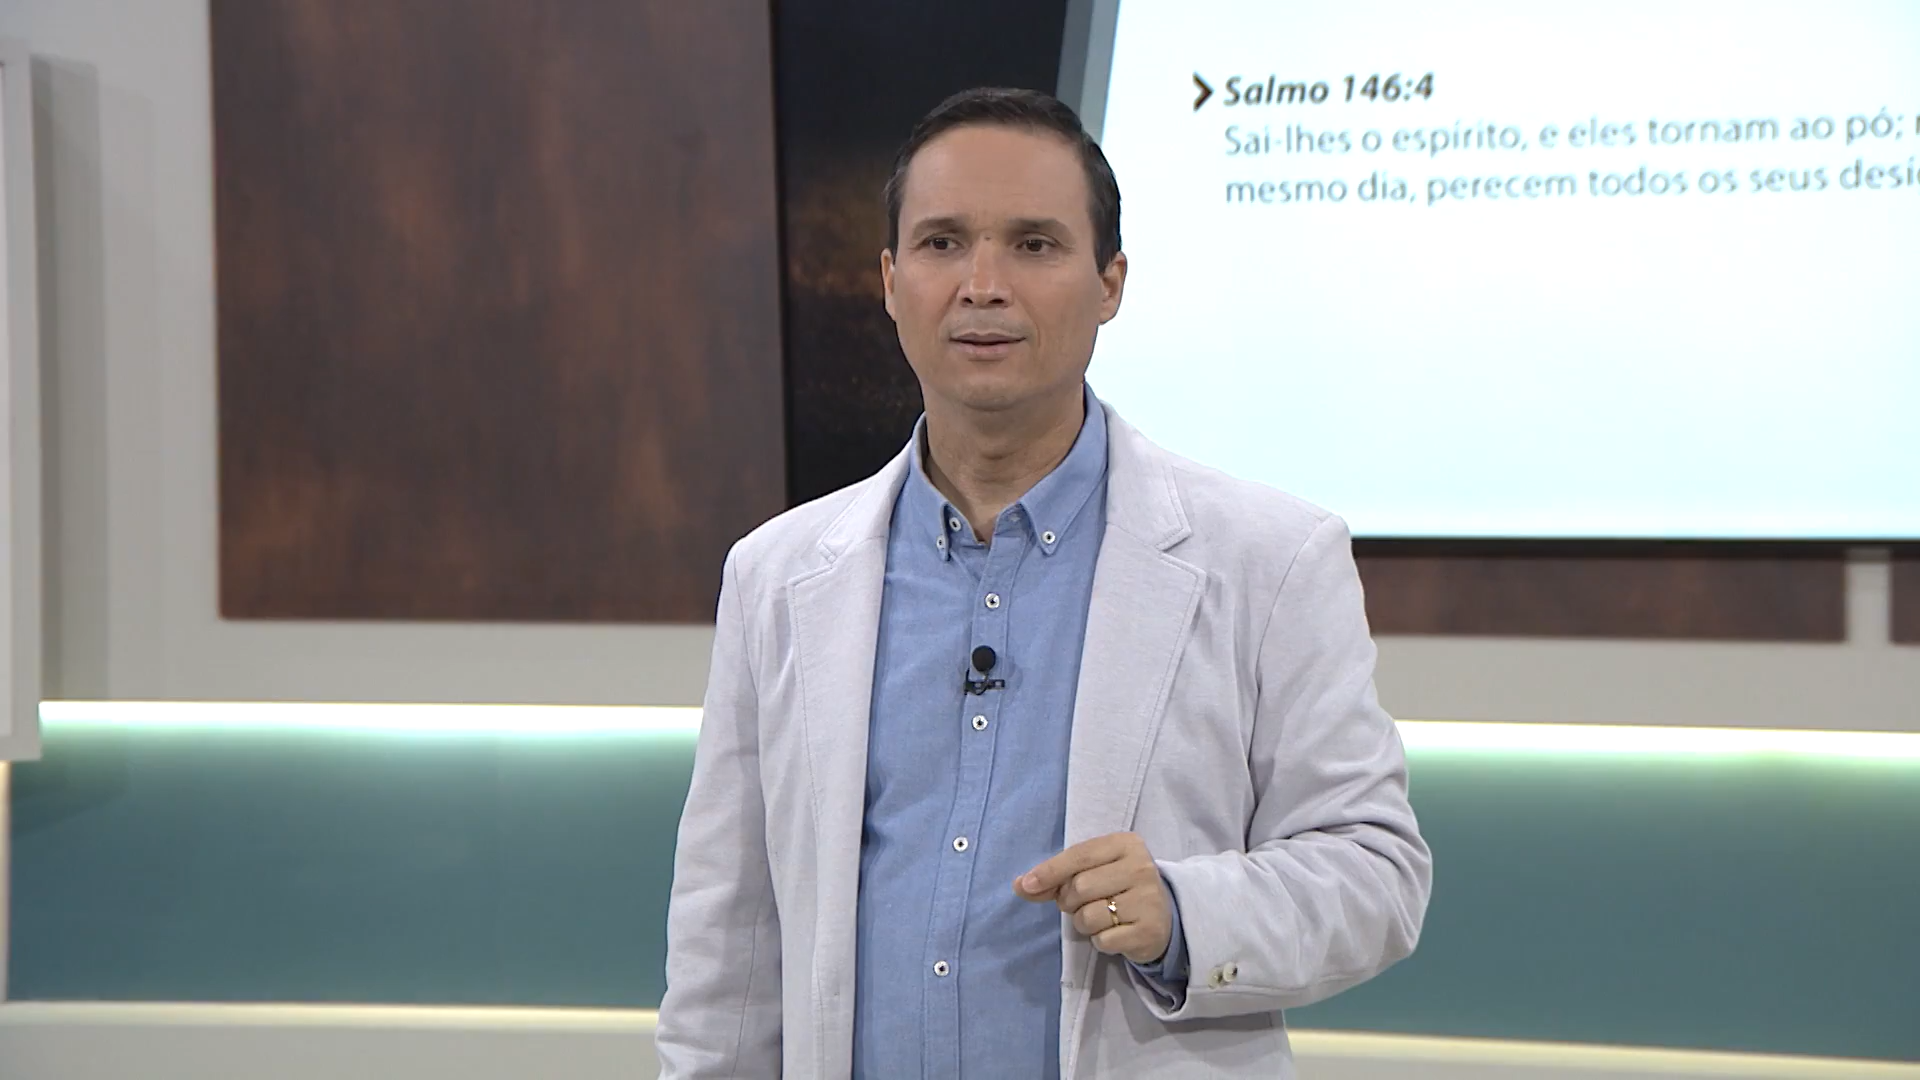 Salmo 146:4
Sai-lhes o espírito, e eles tornam ao pó;
mesmo dia, perecem todos os seus